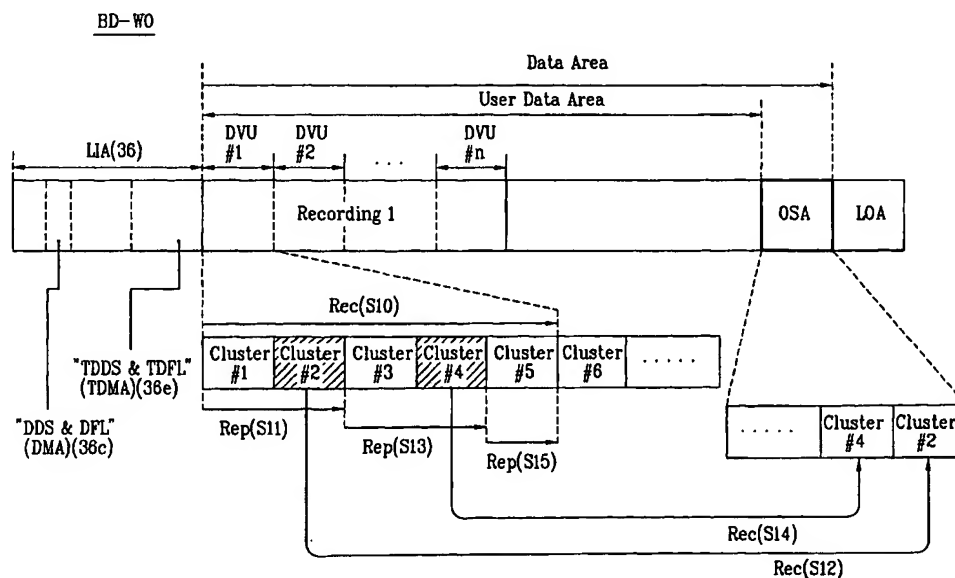 BD-WO
Data Area
User Data Area
LIA(36)
DVU #1
DVU #2
. . .
DVU #n
Recording 1
OSA
LOA
Rec(S10)
Cluster #1
Cluster #2
Cluster #3
Cluster #4
Cluster #5
Cluster #6
. . . . .
"TDDS & TDFL"
(TDMA)(36e)
"DDS & DFL"
(DMA)(36c)
Rep(S11)
Rep(S13)
Rep(S15)
. . . . .
Cluster #4
Cluster #2
Rec(S14)
Rec(S12)